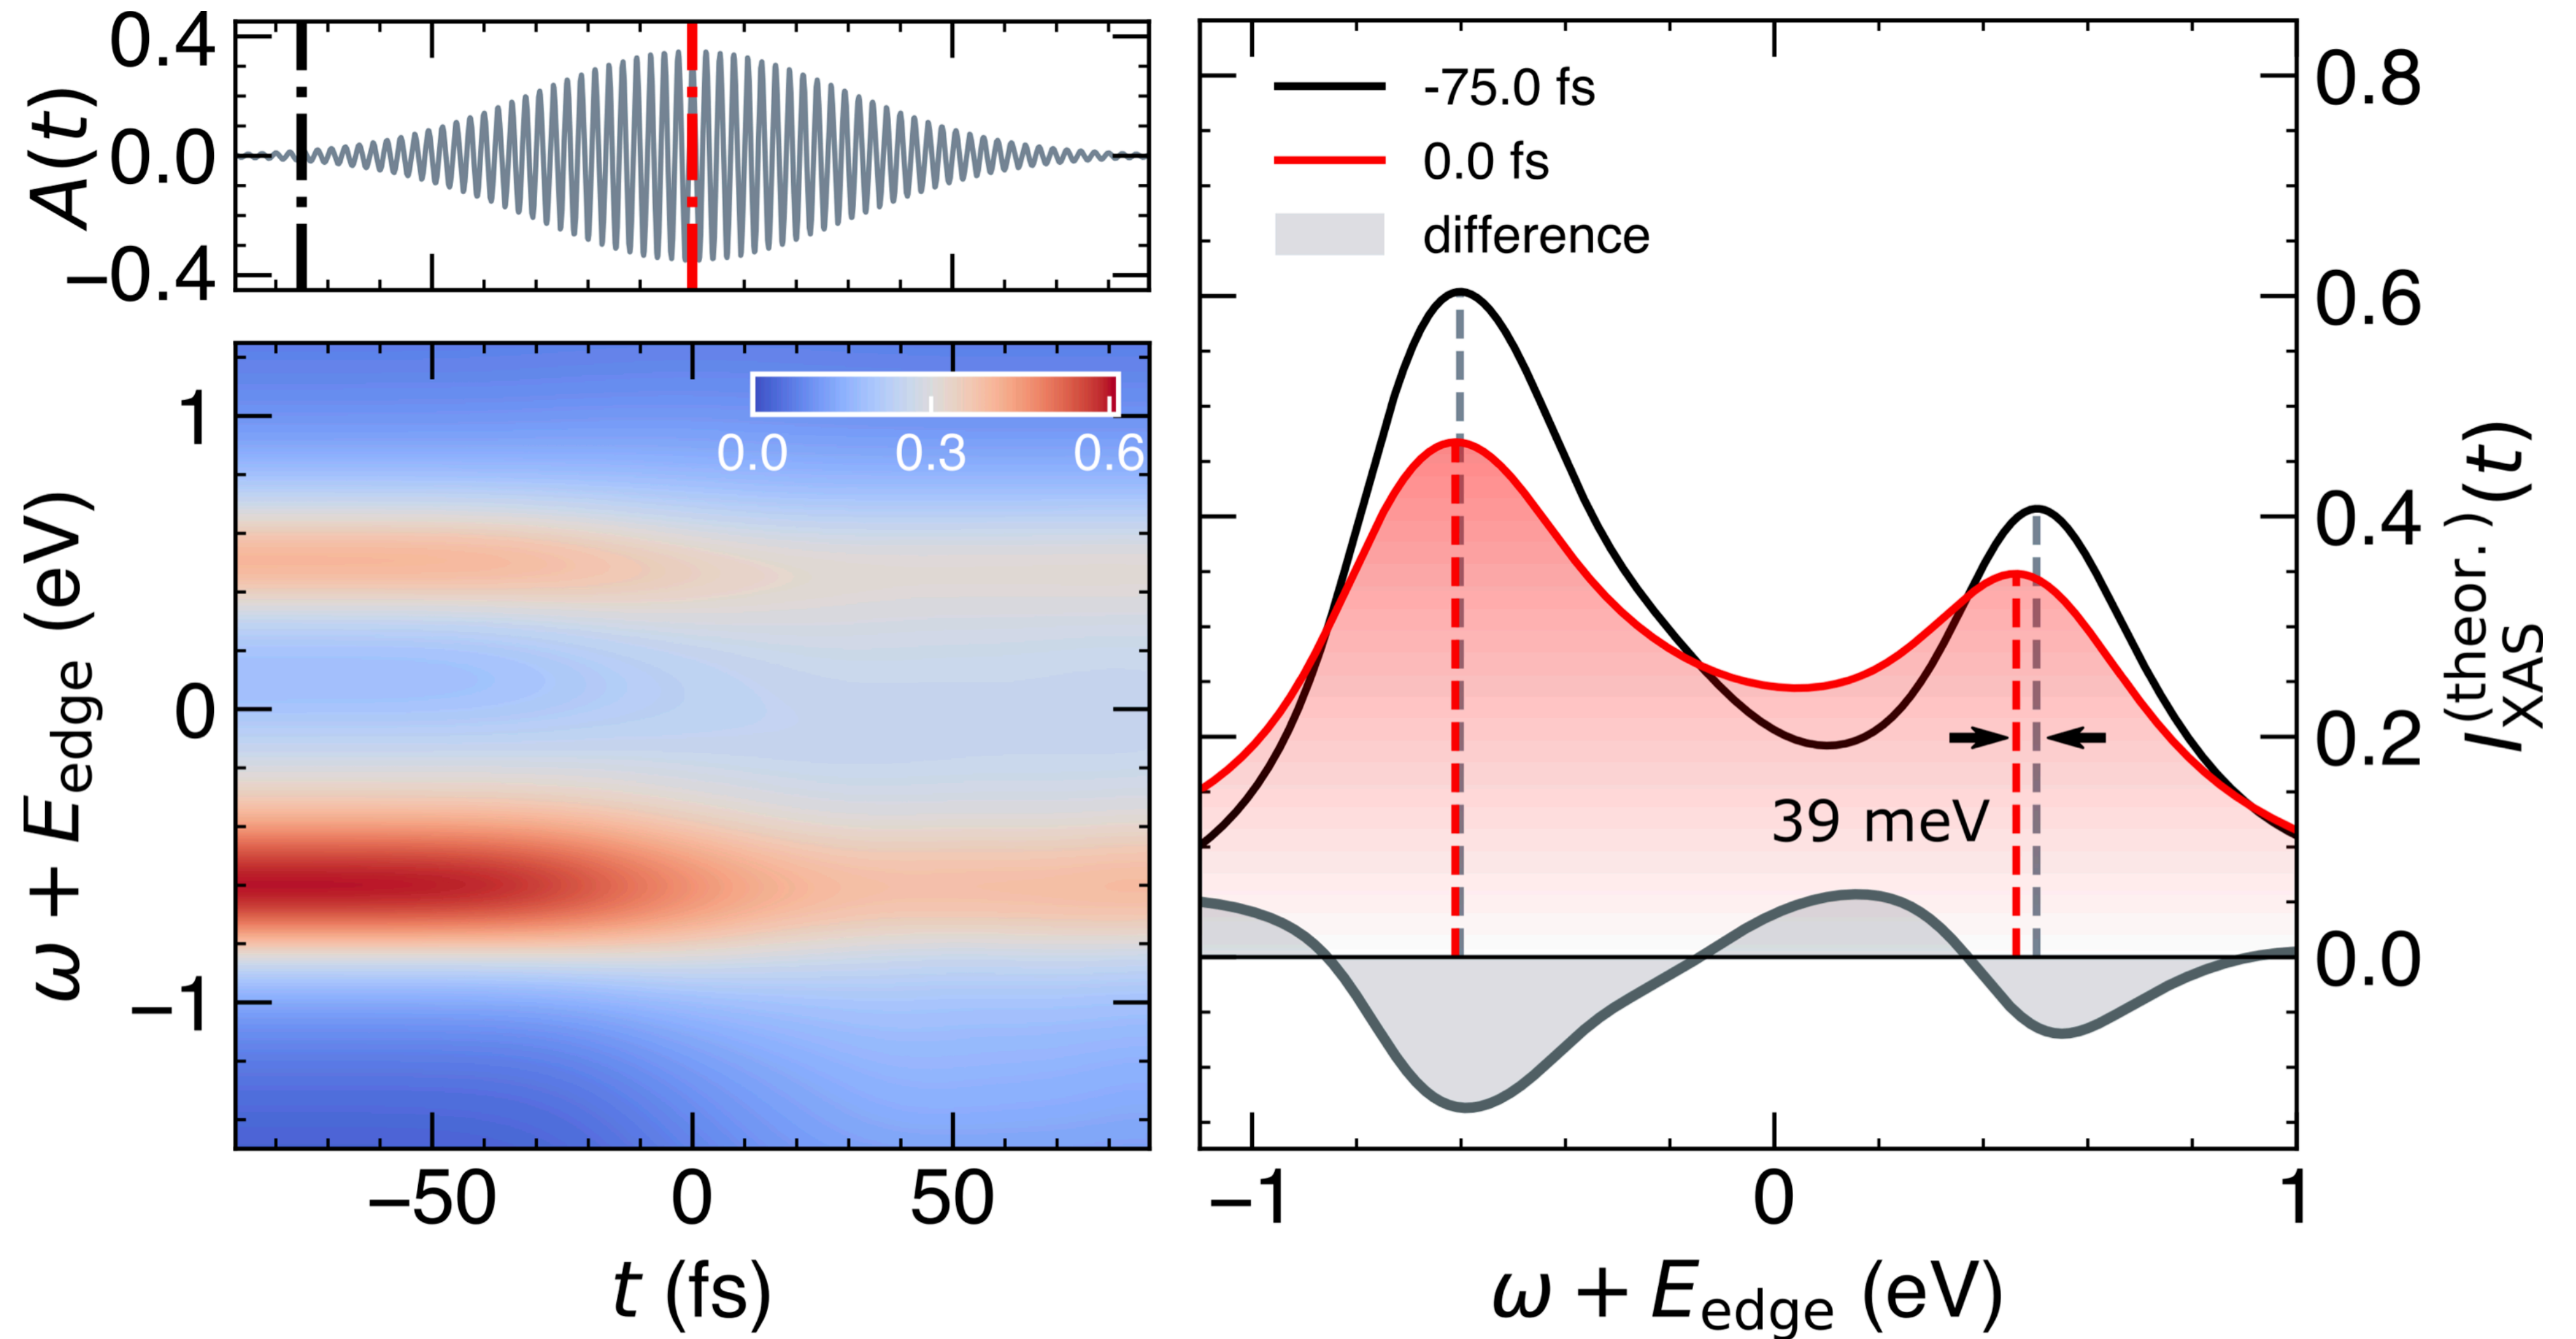 0.4
0.0
−0.4
A(t)
1
0
−1
ω + E_edge (eV)
0.0 0.3 0.6
−50 0 50
t (fs)
-75.0 fs
0.0 fs
difference
39 meV
0.8
0.6
0.4
0.2
0.0
I_XAS^(theor.)(t)
−1 0 1
ω + E_edge (eV)